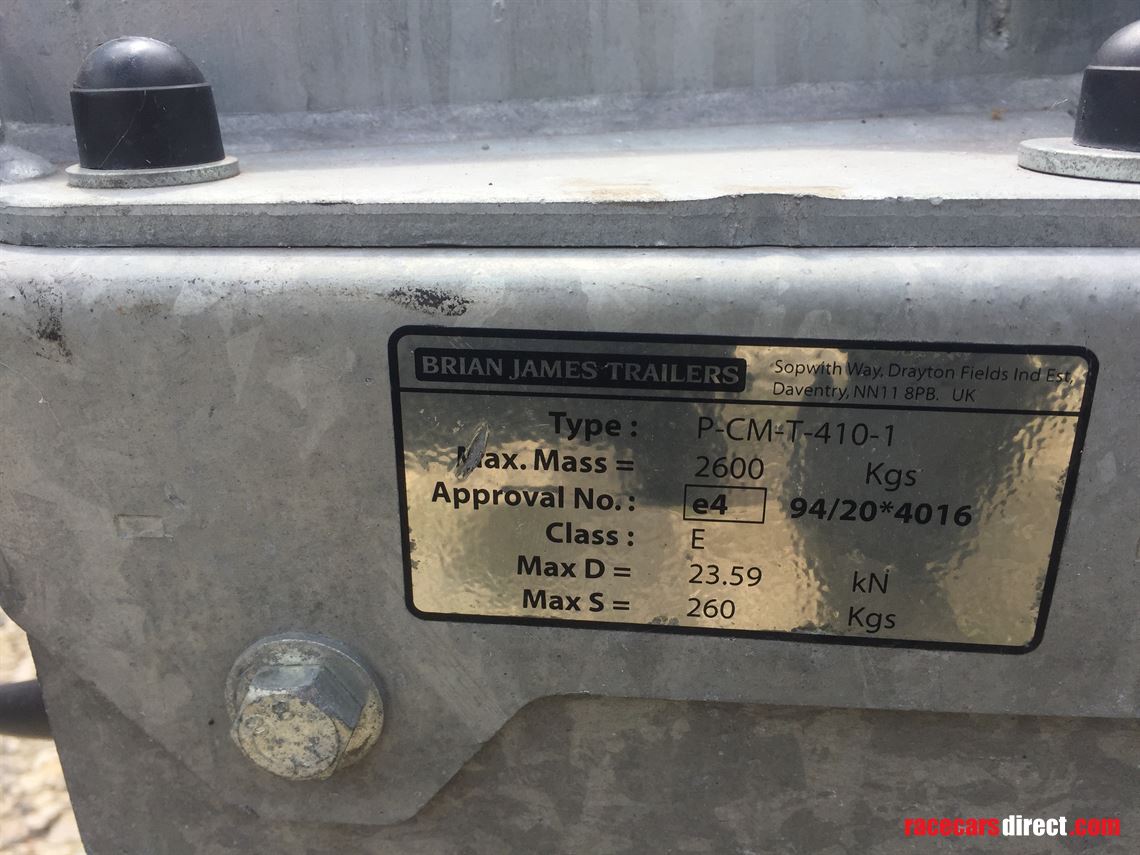 BRIAN JAMES TRAILERS
Sopwith Way, Drayton Fields Ind Est,
Daventry, NN11 8PB. UK
Type : P-CM-T-410-1
Max. Mass = 2600 Kgs
Approval No. : e4 94/20*4016
Class : E
Max D = 23.59 kN
Max S = 260 Kgs
racecarsdirect.com